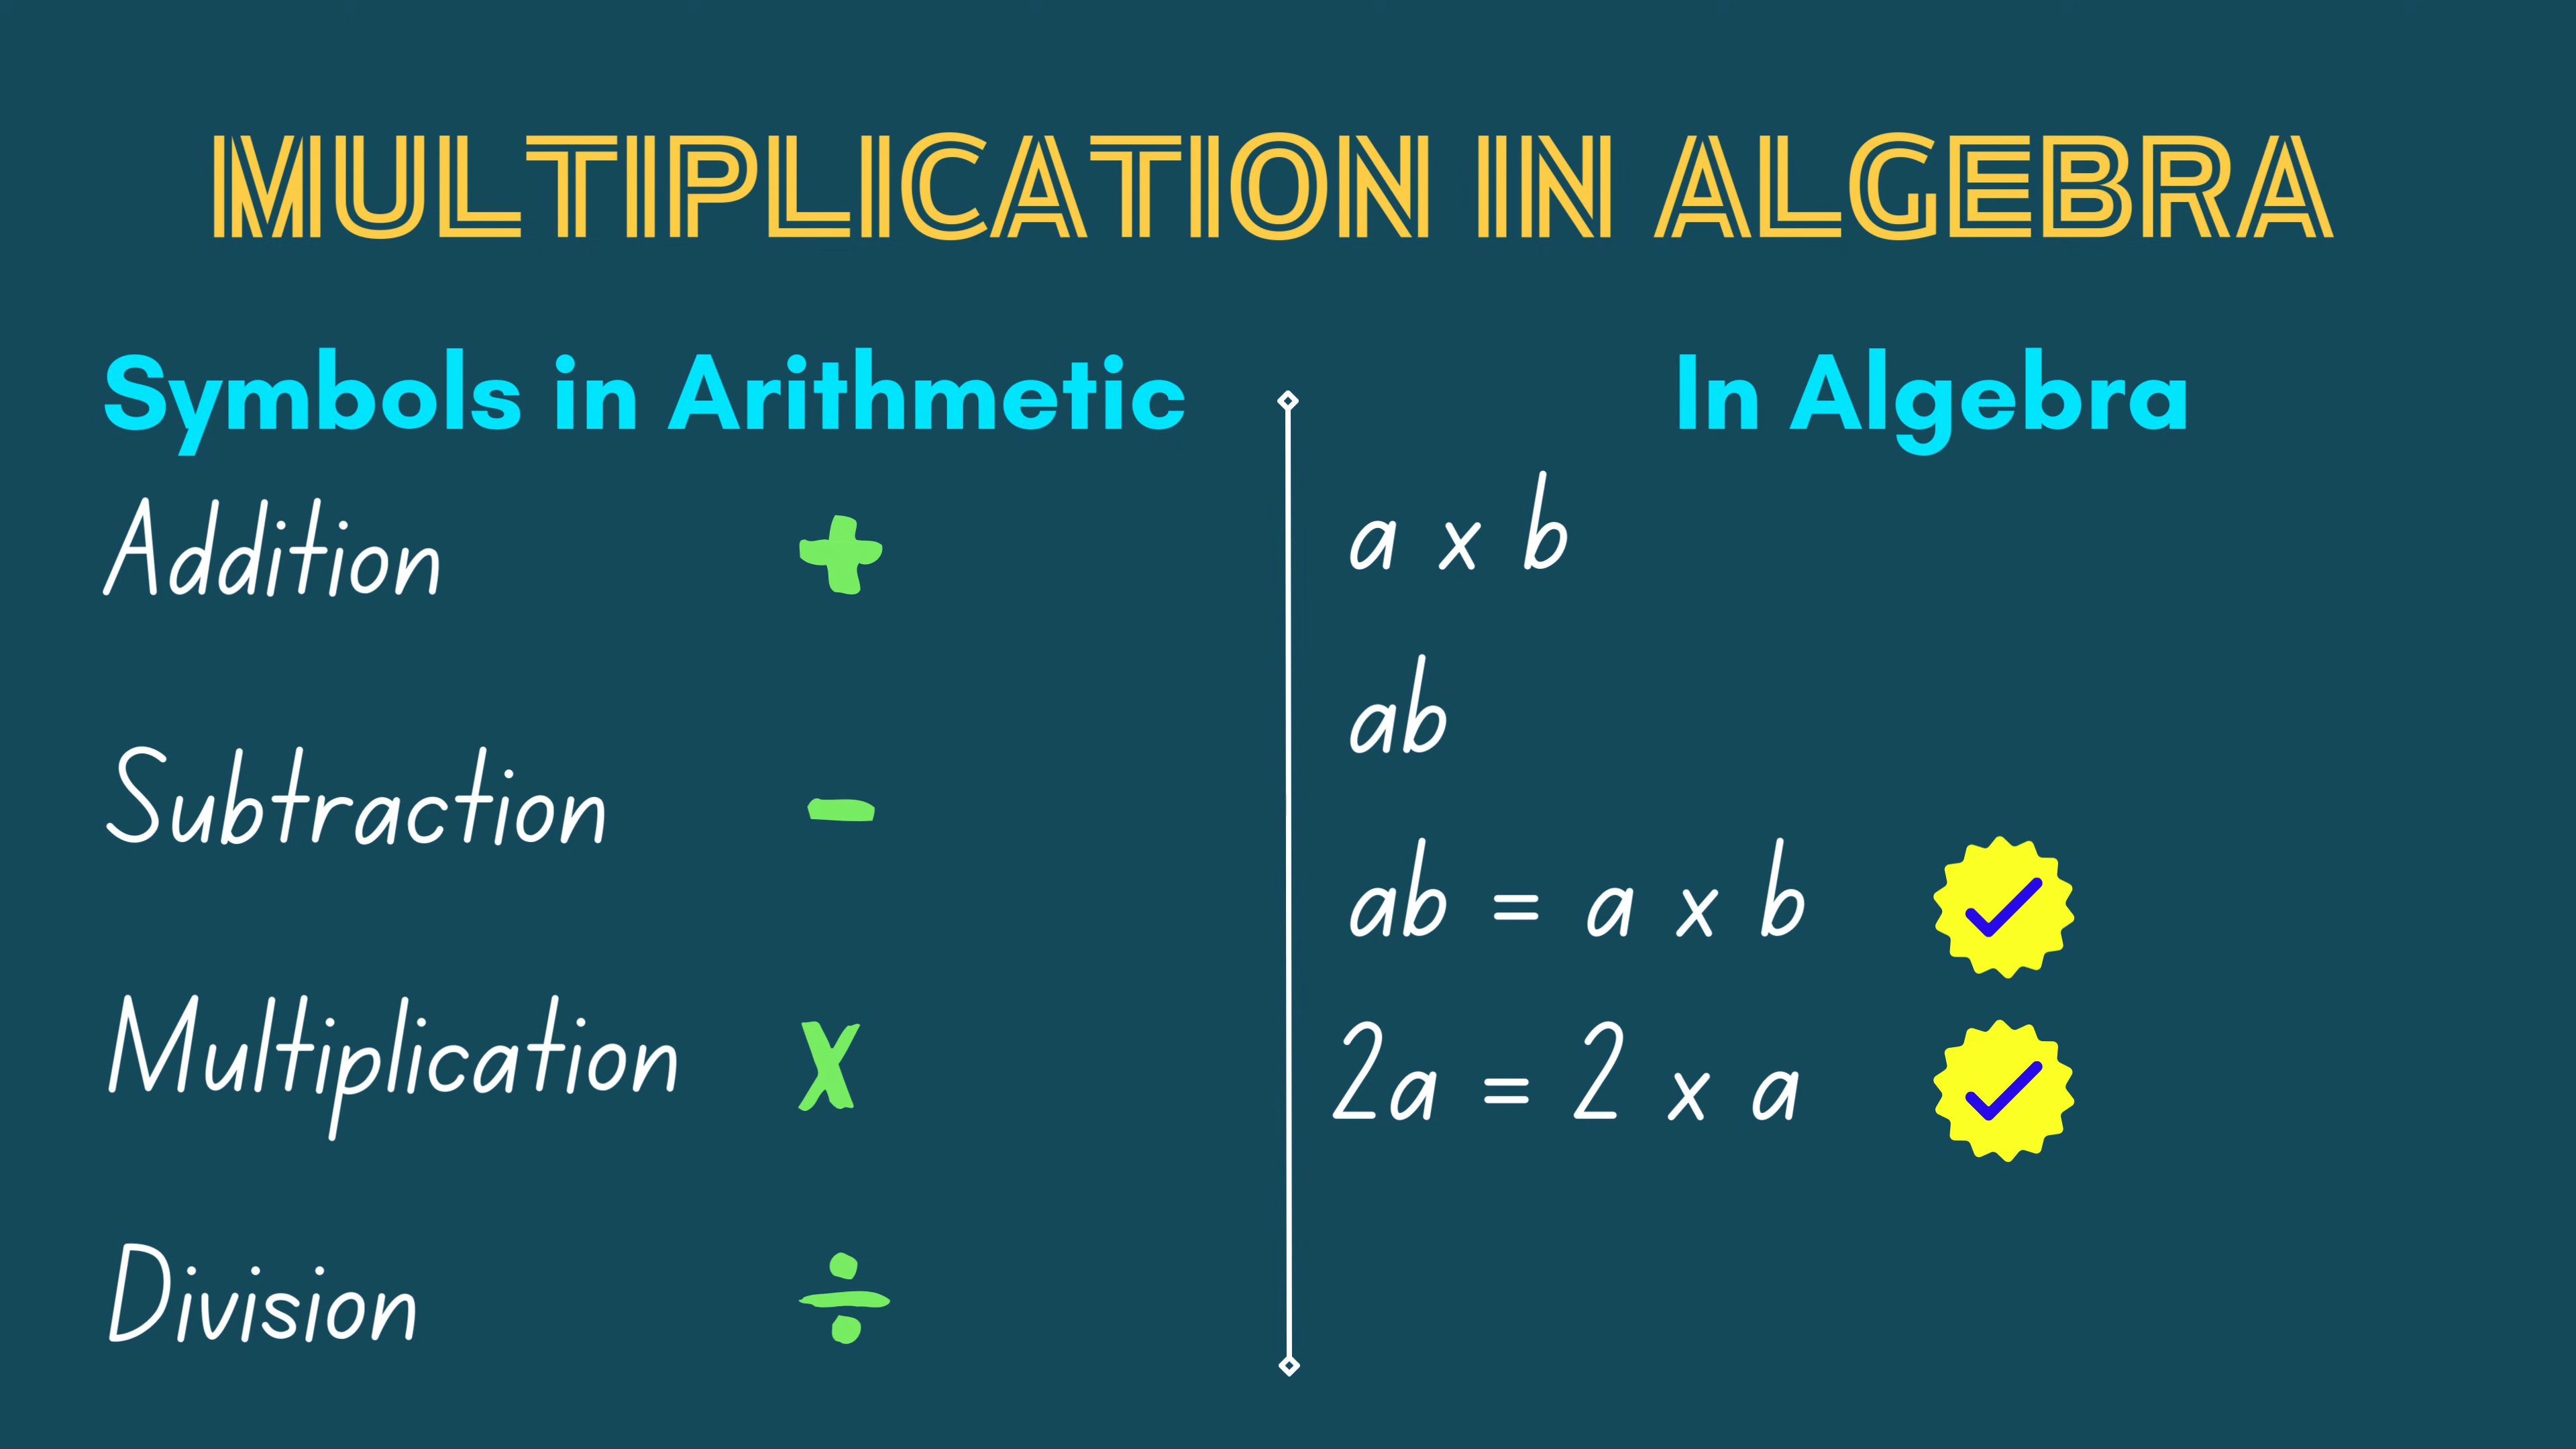 MULTIPLICATION IN ALGEBRA
Symbols in Arithmetic
Addition +
Subtraction -
Multiplication x
Division ÷
In Algebra
a x b
ab
ab = a x b
2a = 2 x a